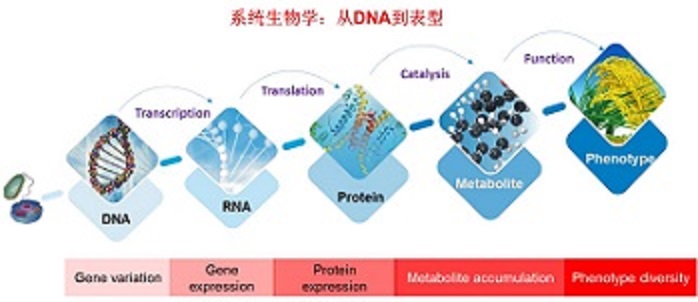 系统生物学：从DNA到表型
Transcription
Translation
Catalysis
Function
DNA
RNA
Protein
Metabolite
Phenotype
Gene variation
Gene
expression
Protein
expression
Metabolite accumulation
Phenotype diversity